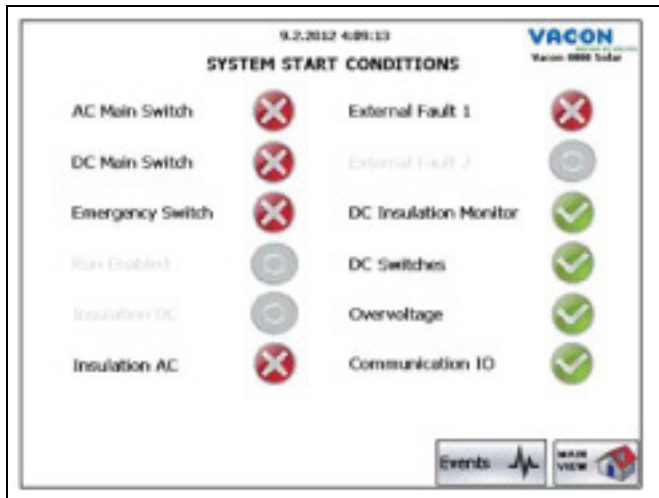 9.2.2012 4:09:13
VACON
SYSTEM START CONDITIONS
Vacon 8000 Solar
AC Main Switch
External Fault 1
DC Main Switch
External Fault 2
Emergency Switch
DC Insulation Monitor
Run Enabled
DC Switches
Insulation DC
Overvoltage
Insulation AC
Communication IO
Events
MAIN
VIEW